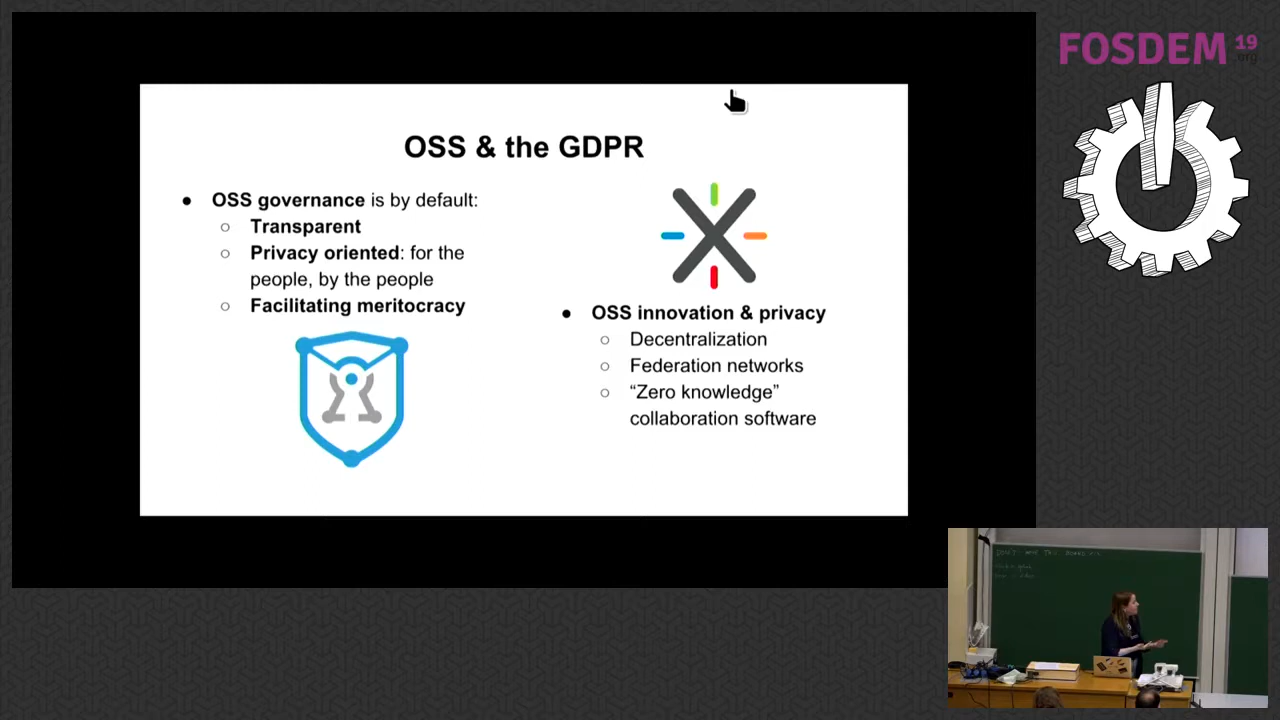 FOSDEM 19
.org
OSS & the GDPR
● OSS governance is by default:
○ Transparent
○ Privacy oriented: for the
people, by the people
○ Facilitating meritocracy
● OSS innovation & privacy
○ Decentralization
○ Federation networks
○ “Zero knowledge”
collaboration software